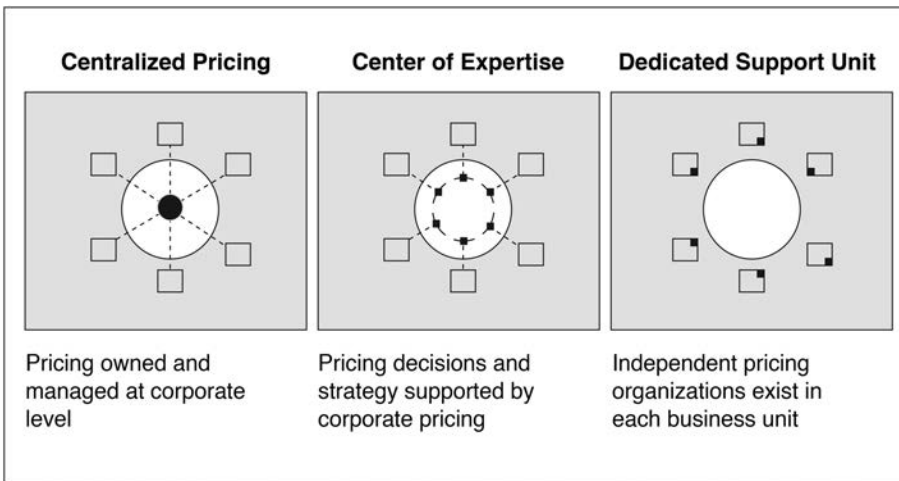 Centralized Pricing
Center of Expertise
Dedicated Support Unit
Pricing owned and
managed at corporate
level
Pricing decisions and
strategy supported by
corporate pricing
Independent pricing
organizations exist in
each business unit